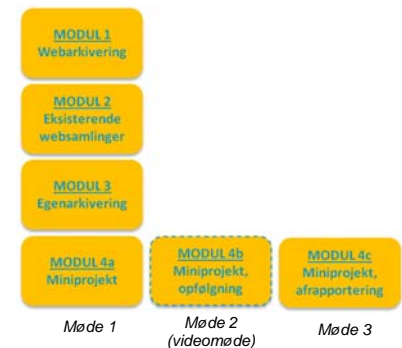 MODUL 1
Webarkivering
MODUL 2
Eksisterende
websamlinger
MODUL 3
Egenarkivering
MODUL 4a
Miniprojekt
MODUL 4b
Miniprojekt,
opfølgning
MODUL 4c
Miniprojekt,
afrapportering
Møde 1
Møde 2
(videomøde)
Møde 3